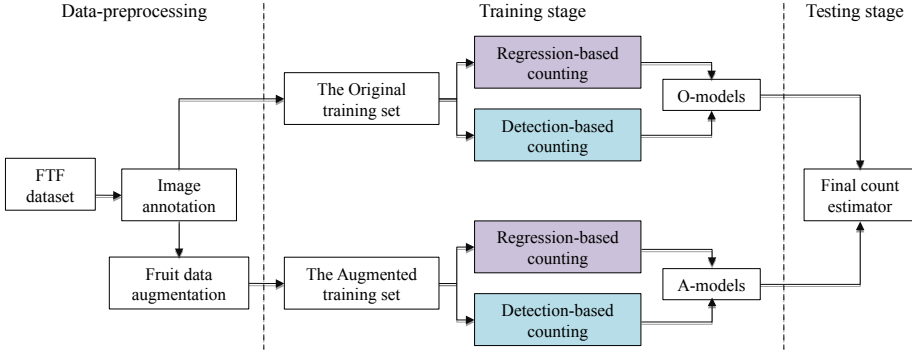 Data-preprocessing
Training stage
Testing stage
FTF
dataset
Image
annotation
Fruit data
augmentation
The Original
training set
Regression-based
counting
Detection-based
counting
O-models
The Augmented
training set
Regression-based
counting
Detection-based
counting
A-models
Final count
estimator